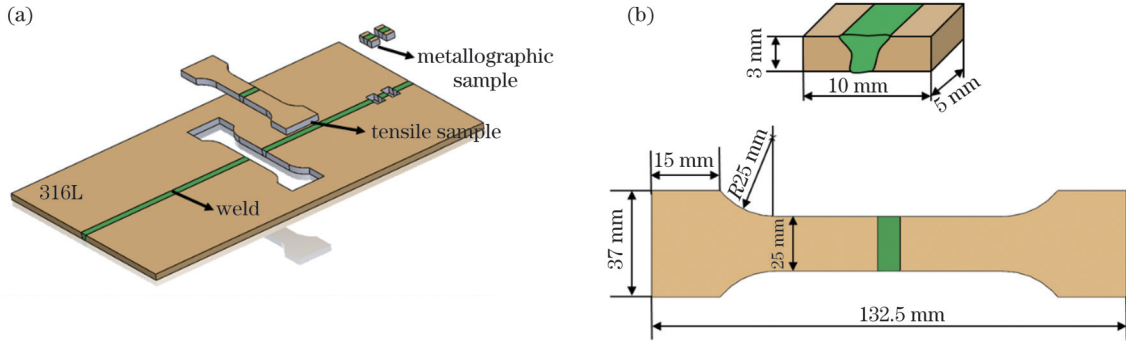 (a)
metallographic
sample
tensile sample
316L
weld
(b)
3 mm
10 mm
5 mm
15 mm
R25 mm
37 mm
25 mm
132.5 mm